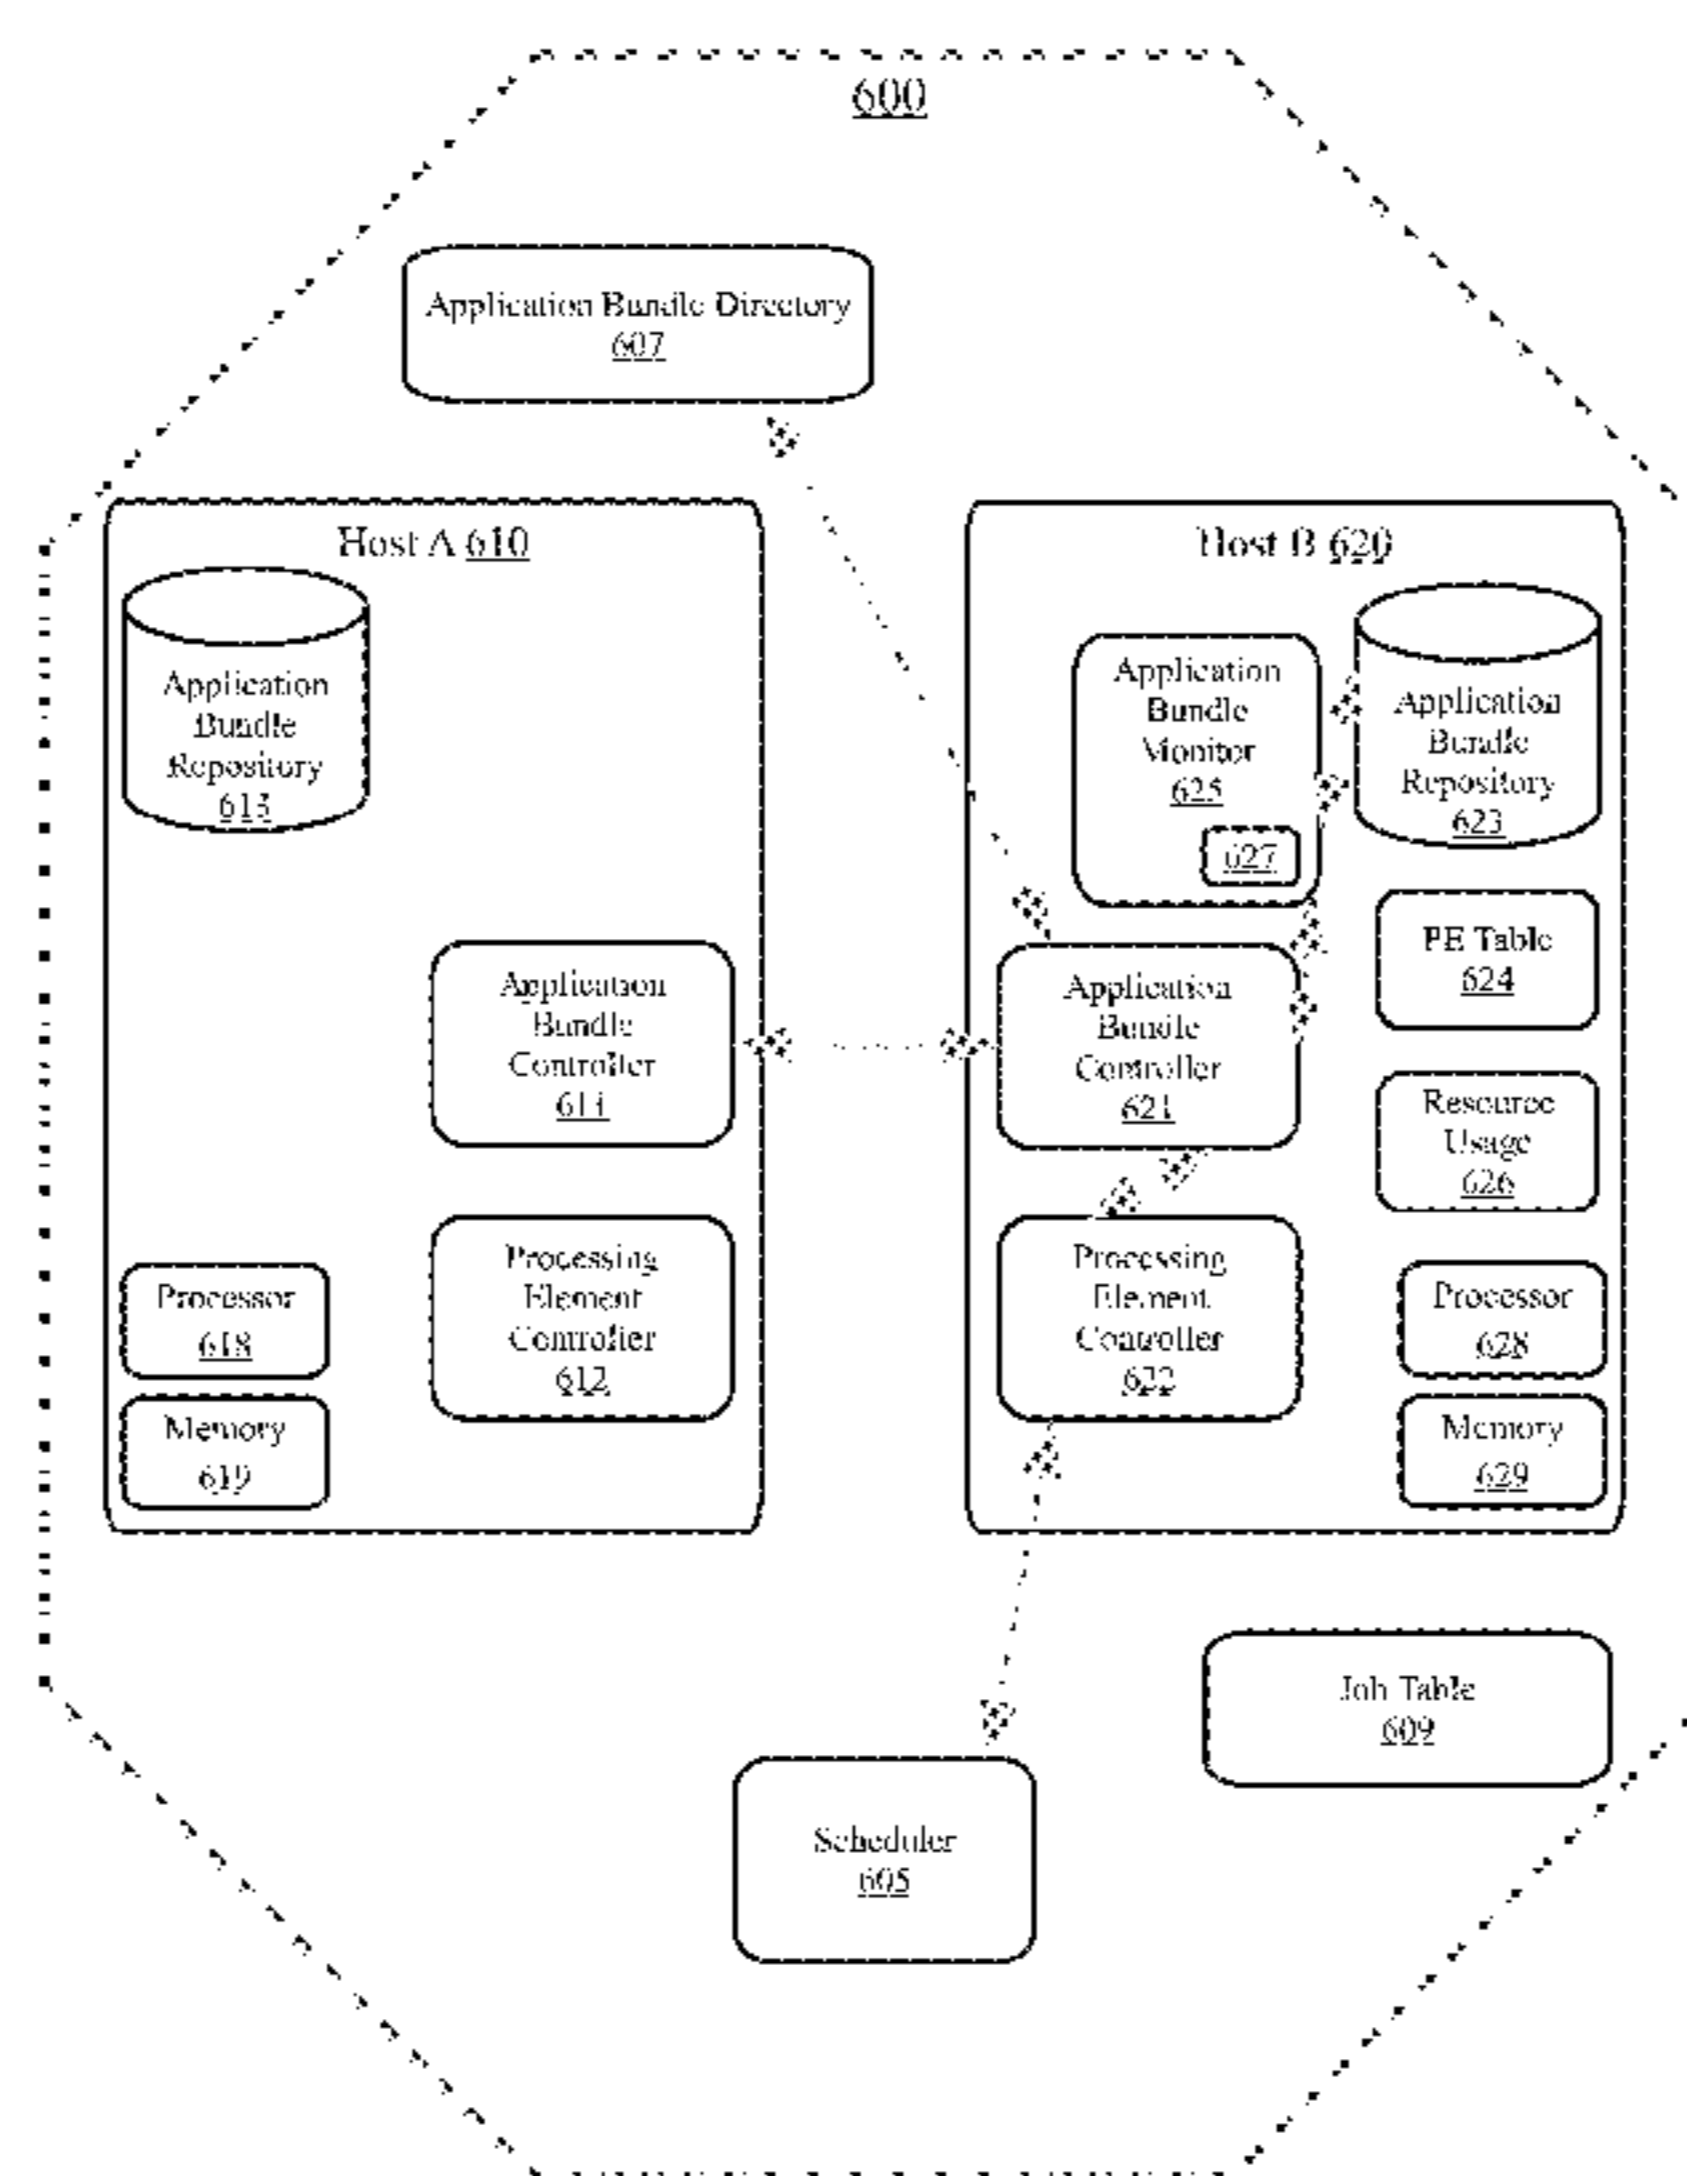 600
Application Bundle Directory
607
Host A 610
Application
Bundle
Repository
613
Application
Bundle
Controller
611
Processing
Element
Controller
612
Processor
618
Memory
619
Host B 620
Application
Bundle
Monitor
625
627
Application
Bundle
Repository
623
PE Table
624
Application
Bundle
Controller
621
Resource
Usage
626
Processing
Element
Controller
622
Processor
628
Memory
629
Job Table
609
Scheduler
605